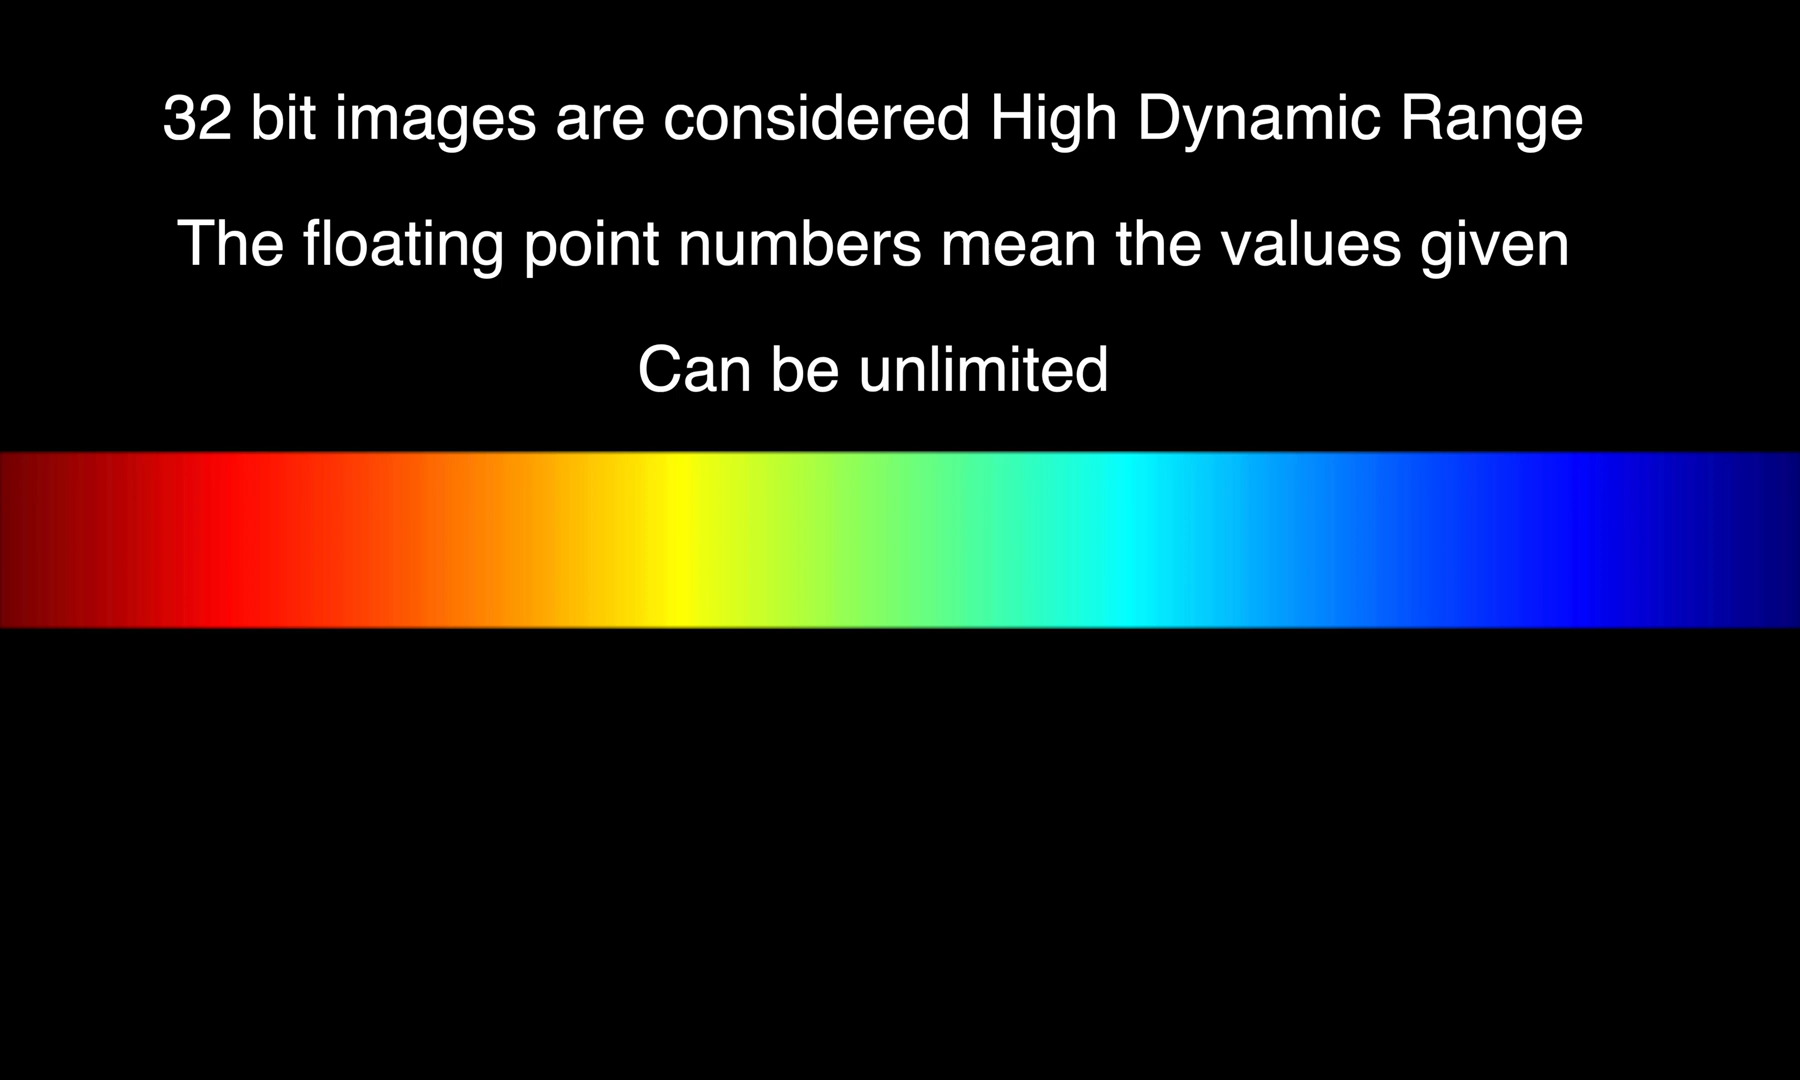 32 bit images are considered High Dynamic Range
The floating point numbers mean the values given
Can be unlimited